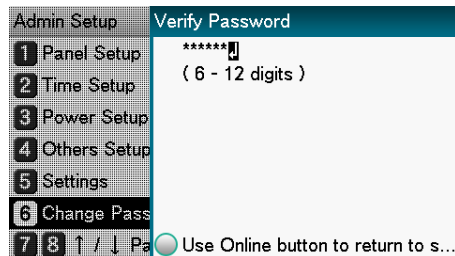 Admin Setup
Verify Password
1 Panel Setup
******
2 Time Setup
( 6 - 12 digits )
3 Power Setup
4 Others Setup
5 Settings
6 Change Pass
7 8 ↑ / ↓ Pa
Use Online button to return to s...